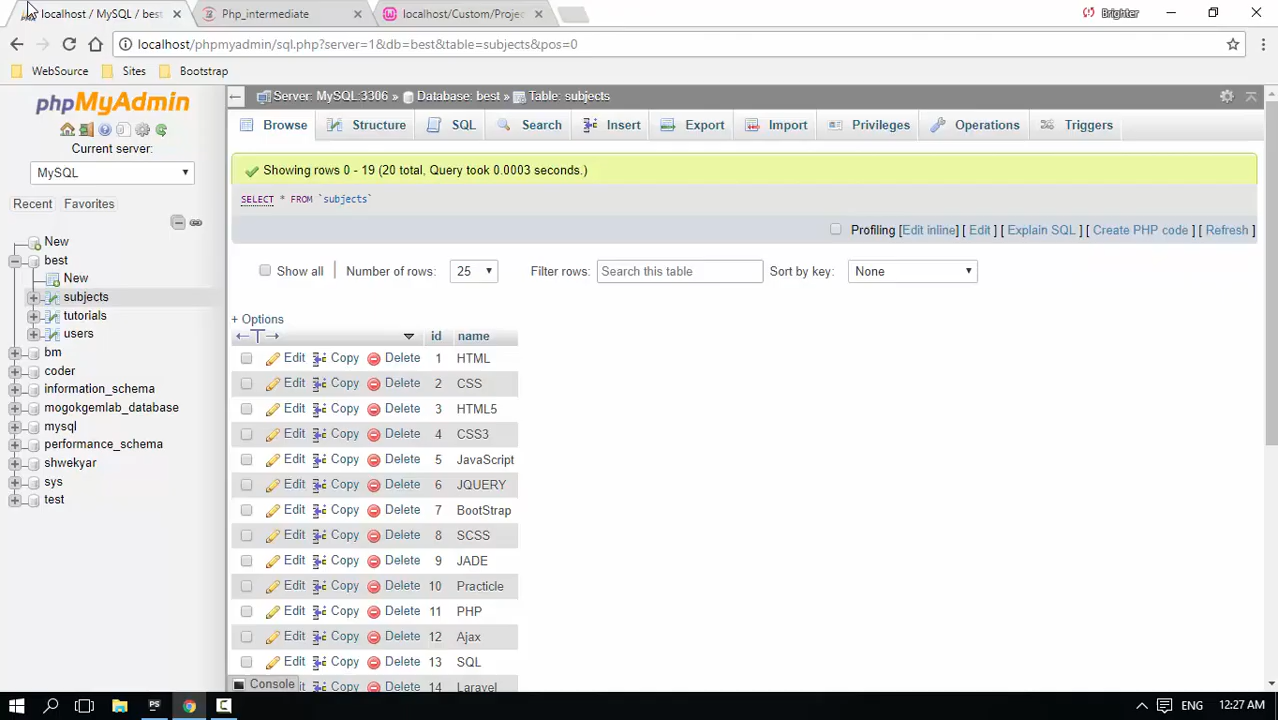 localhost / MySQL / best
Php_intermediate
localhost/Custom/Projec
Brighter
localhost/phpmyadmin/sql.php?server=1&db=best&table=subjects&pos=0
WebSource
Sites
Bootstrap
phpMyAdmin
Current server:
MySQL
Recent
Favorites
New
best
New
subjects
tutorials
users
bm
coder
information_schema
mogokgemlab_database
mysql
performance_schema
shwekyar
sys
test
Server: MySQL:3306 » Database: best » Table: subjects
Browse Structure SQL Search Insert Export Import Privileges Operations Triggers
Showing rows 0 - 19 (20 total, Query took 0.0003 seconds.)
SELECT * FROM `subjects`
Profiling [Edit inline] [ Edit ] [ Explain SQL ] [ Create PHP code ] [ Refresh ]
Show all Number of rows: 25 Filter rows: Search this table Sort by key: None
+ Options
id name
Edit Copy Delete 1 HTML
Edit Copy Delete 2 CSS
Edit Copy Delete 3 HTML5
Edit Copy Delete 4 CSS3
Edit Copy Delete 5 JavaScript
Edit Copy Delete 6 JQUERY
Edit Copy Delete 7 BootStrap
Edit Copy Delete 8 SCSS
Edit Copy Delete 9 JADE
Edit Copy Delete 10 Practicle
Edit Copy Delete 11 PHP
Edit Copy Delete 12 Ajax
Edit Copy Delete 13 SQL
Console Copy Delete 14 Laravel
PS
ENG 12:27 AM